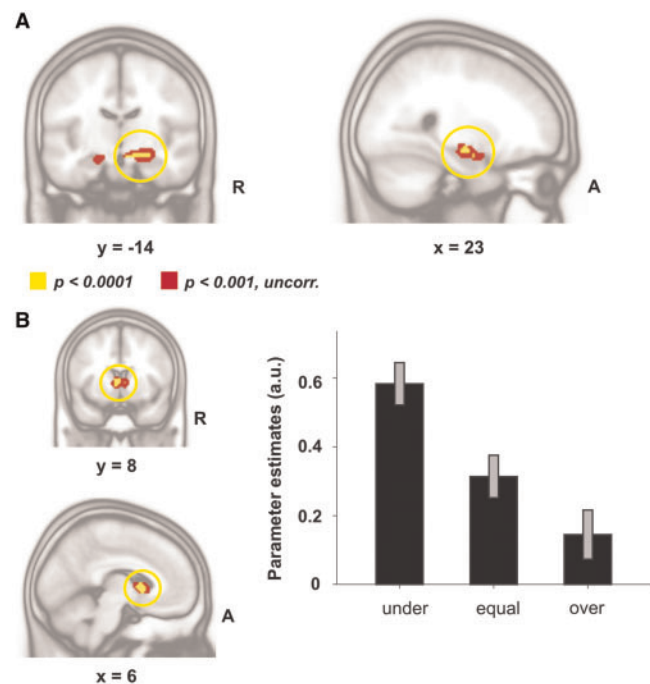 A
R
A
y = -14
x = 23
p < 0.0001
p < 0.001, uncorr.
B
R
y = 8
A
x = 6
Parameter estimates (a.u.)
0.6
0.4
0.2
0
under equal over